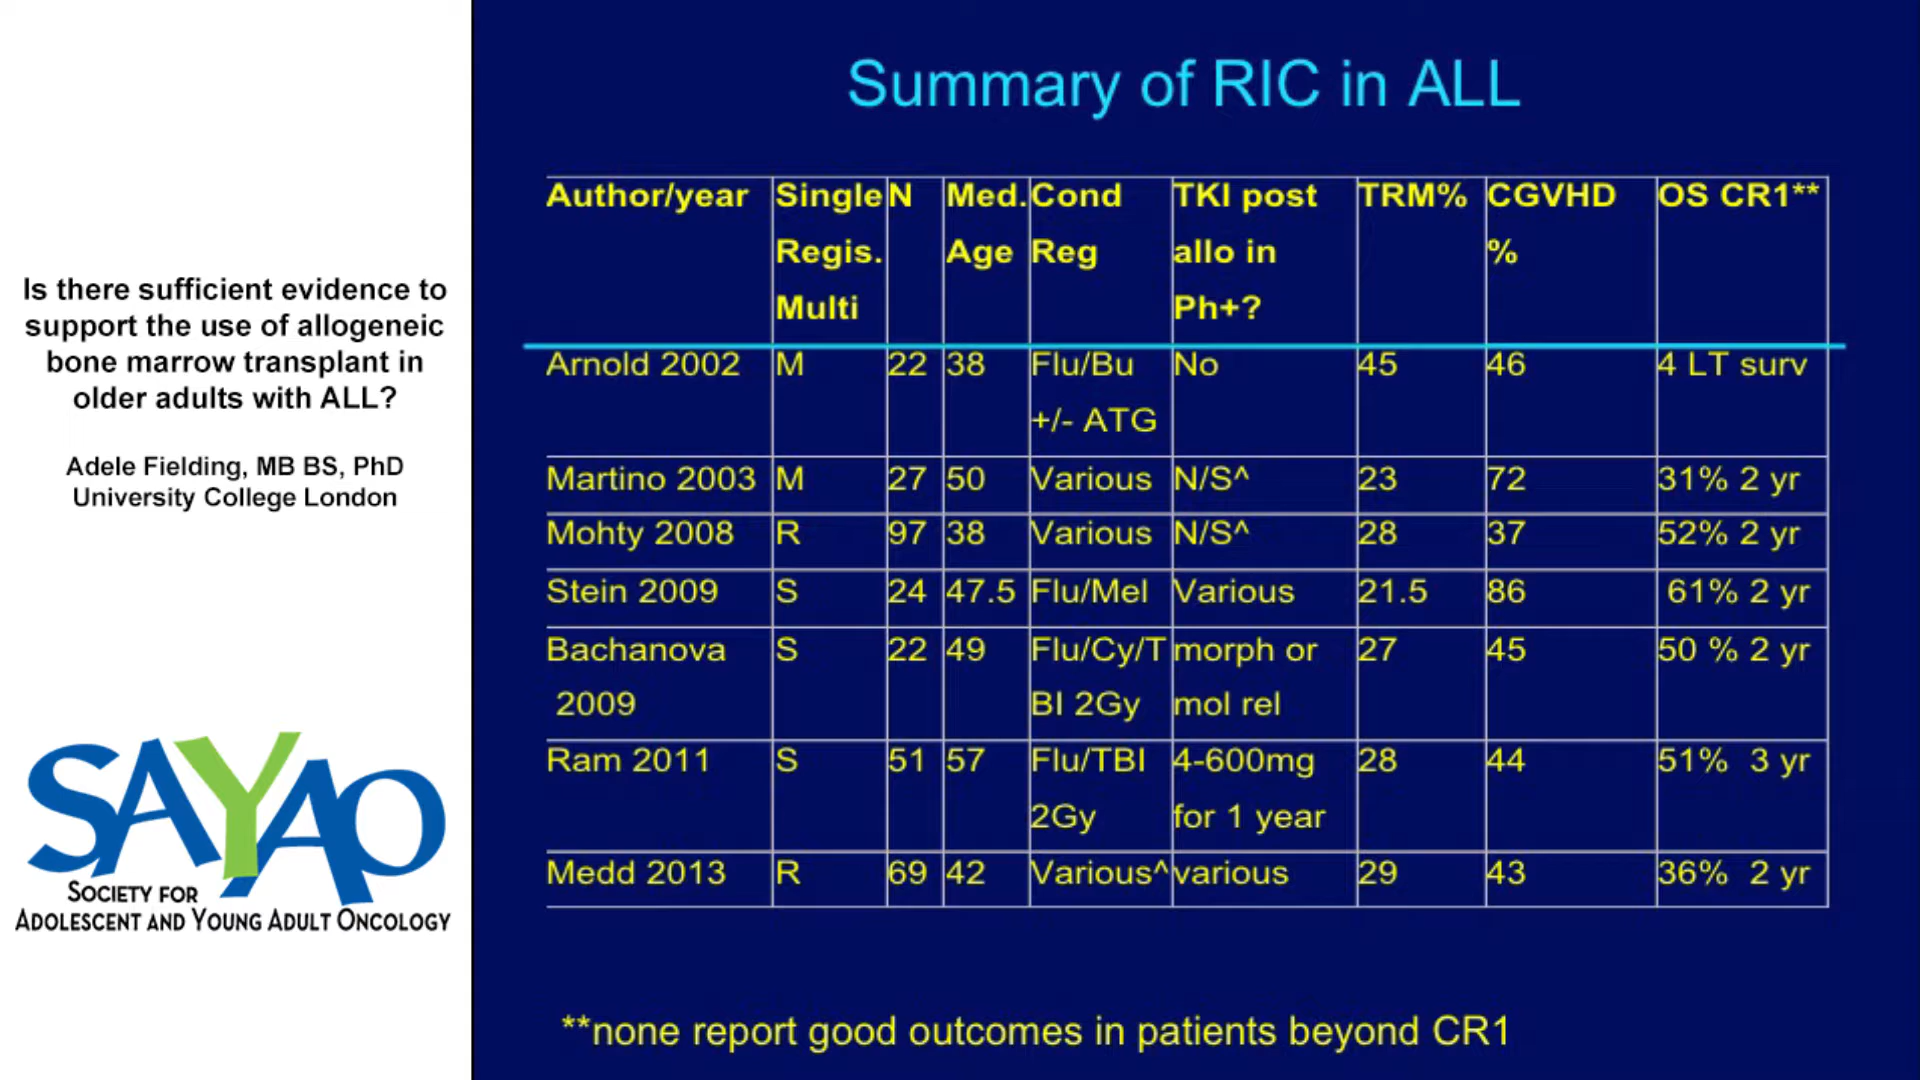 Is there sufficient evidence to
support the use of allogeneic
bone marrow transplant in
older adults with ALL?
Adele Fielding, MB BS, PhD
University College London
SAYAO
SOCIETY FOR
ADOLESCENT AND YOUNG ADULT ONCOLOGY
Summary of RIC in ALL
Author/year Single Regis. Multi N Med. Age Cond Reg TKI post allo in Ph+? TRM% CGVHD % OS CR1**
Arnold 2002 M 22 38 Flu/Bu +/- ATG No 45 46 4 LT surv
Martino 2003 M 27 50 Various N/S^ 23 72 31% 2 yr
Mohty 2008 R 97 38 Various N/S^ 28 37 52% 2 yr
Stein 2009 S 24 47.5 Flu/Mel Various 21.5 86 61% 2 yr
Bachanova 2009 S 22 49 Flu/Cy/TBI 2Gy morph or mol rel 27 45 50 % 2 yr
Ram 2011 S 51 57 Flu/TBI 2Gy 4-600mg for 1 year 28 44 51% 3 yr
Medd 2013 R 69 42 Various^ various 29 43 36% 2 yr
**none report good outcomes in patients beyond CR1